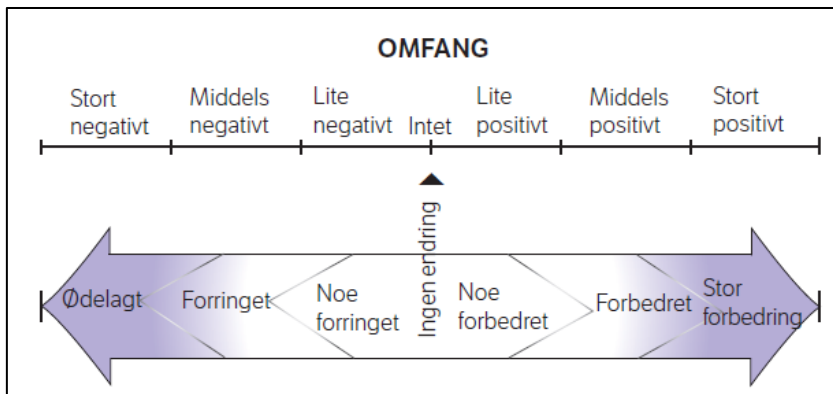 OMFANG
Stort
negativt
Middels
negativt
Lite
negativt
Intet
Lite
positivt
Middels
positivt
Stort
positivt
Ødelagt
Forringet
Noe
forringet
Ingen endring
Noe
forbedret
Forbedret
Stor
forbedring